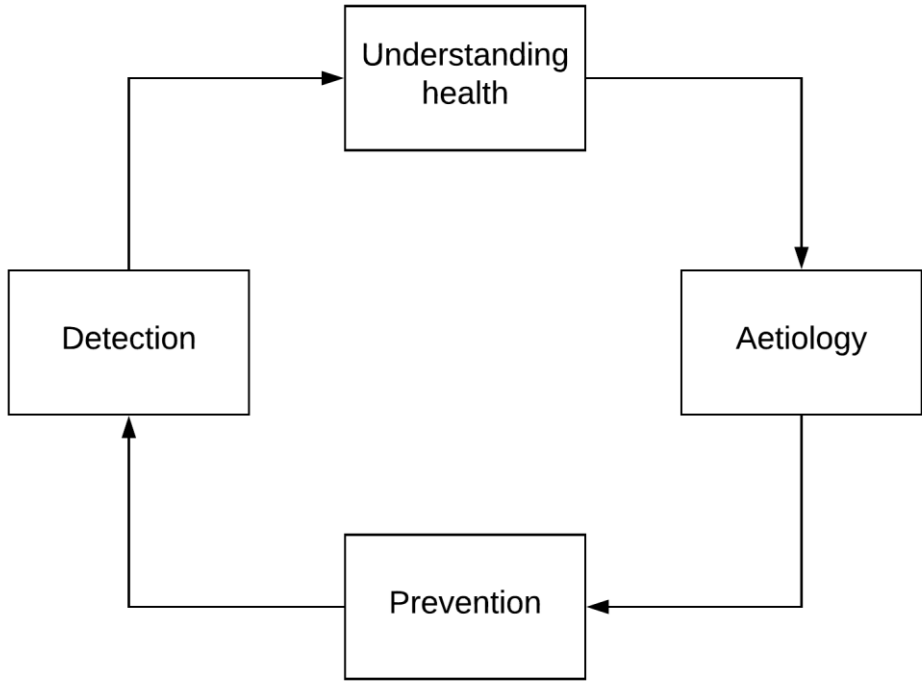 Understanding
health
Detection
Aetiology
Prevention